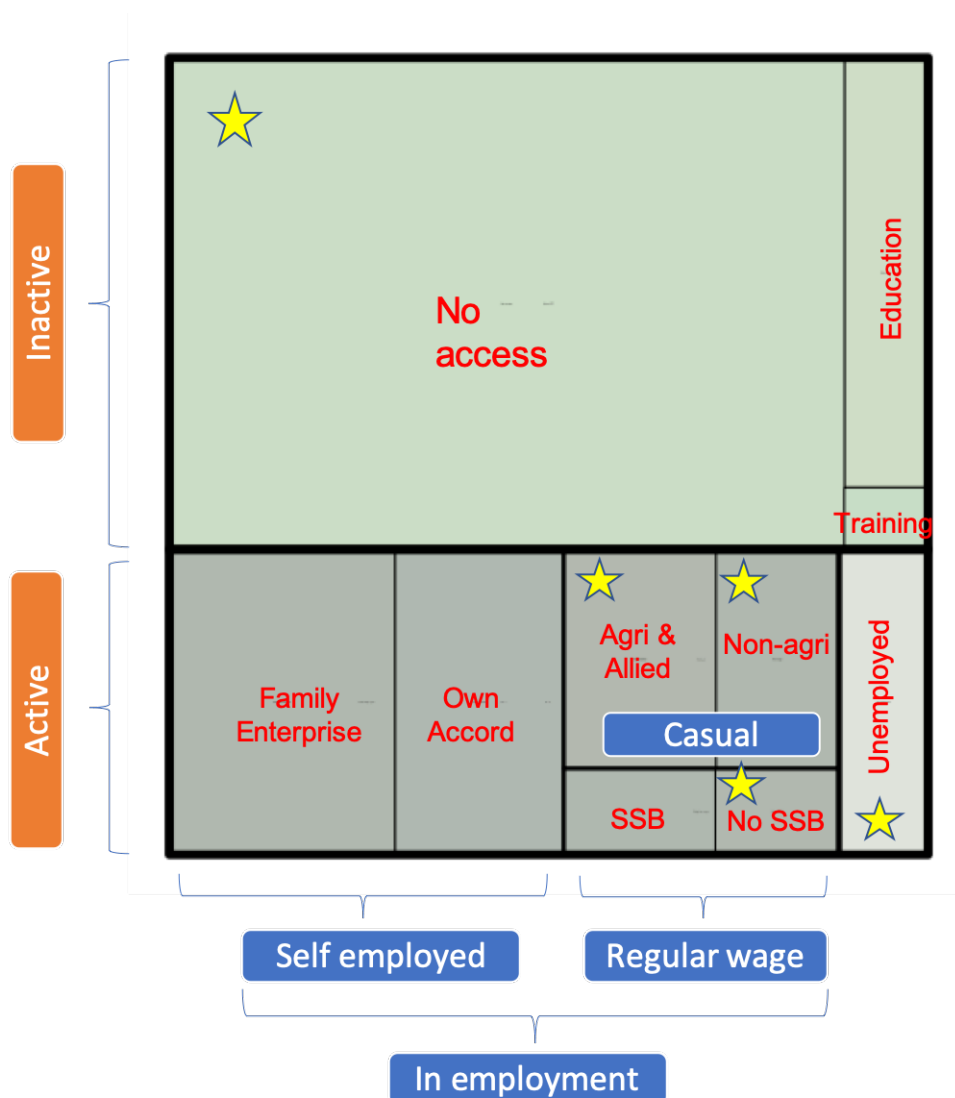 Inactive
No
access
Education
Training
Active
Family
Enterprise
Own
Accord
Agri &
Allied
Non-agri
Casual
SSB
No SSB
Unemployed
Self employed
Regular wage
In employment